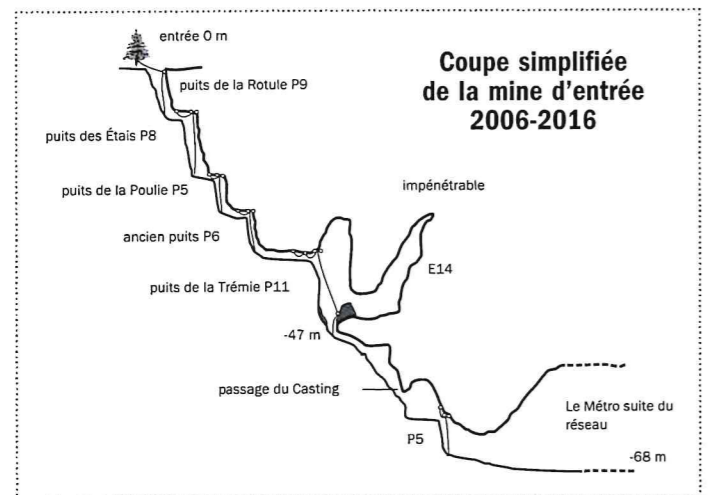 entrée 0 m
Coupe simplifiée
de la mine d'entrée
2006-2016
puits de la Rotule P9
puits des Étais P8
puits de la Poulie P5
impénétrable
ancien puits P6
E14
puits de la Trémie P11
-47 m
passage du Casting
Le Métro suite du
réseau
P5
-68 m